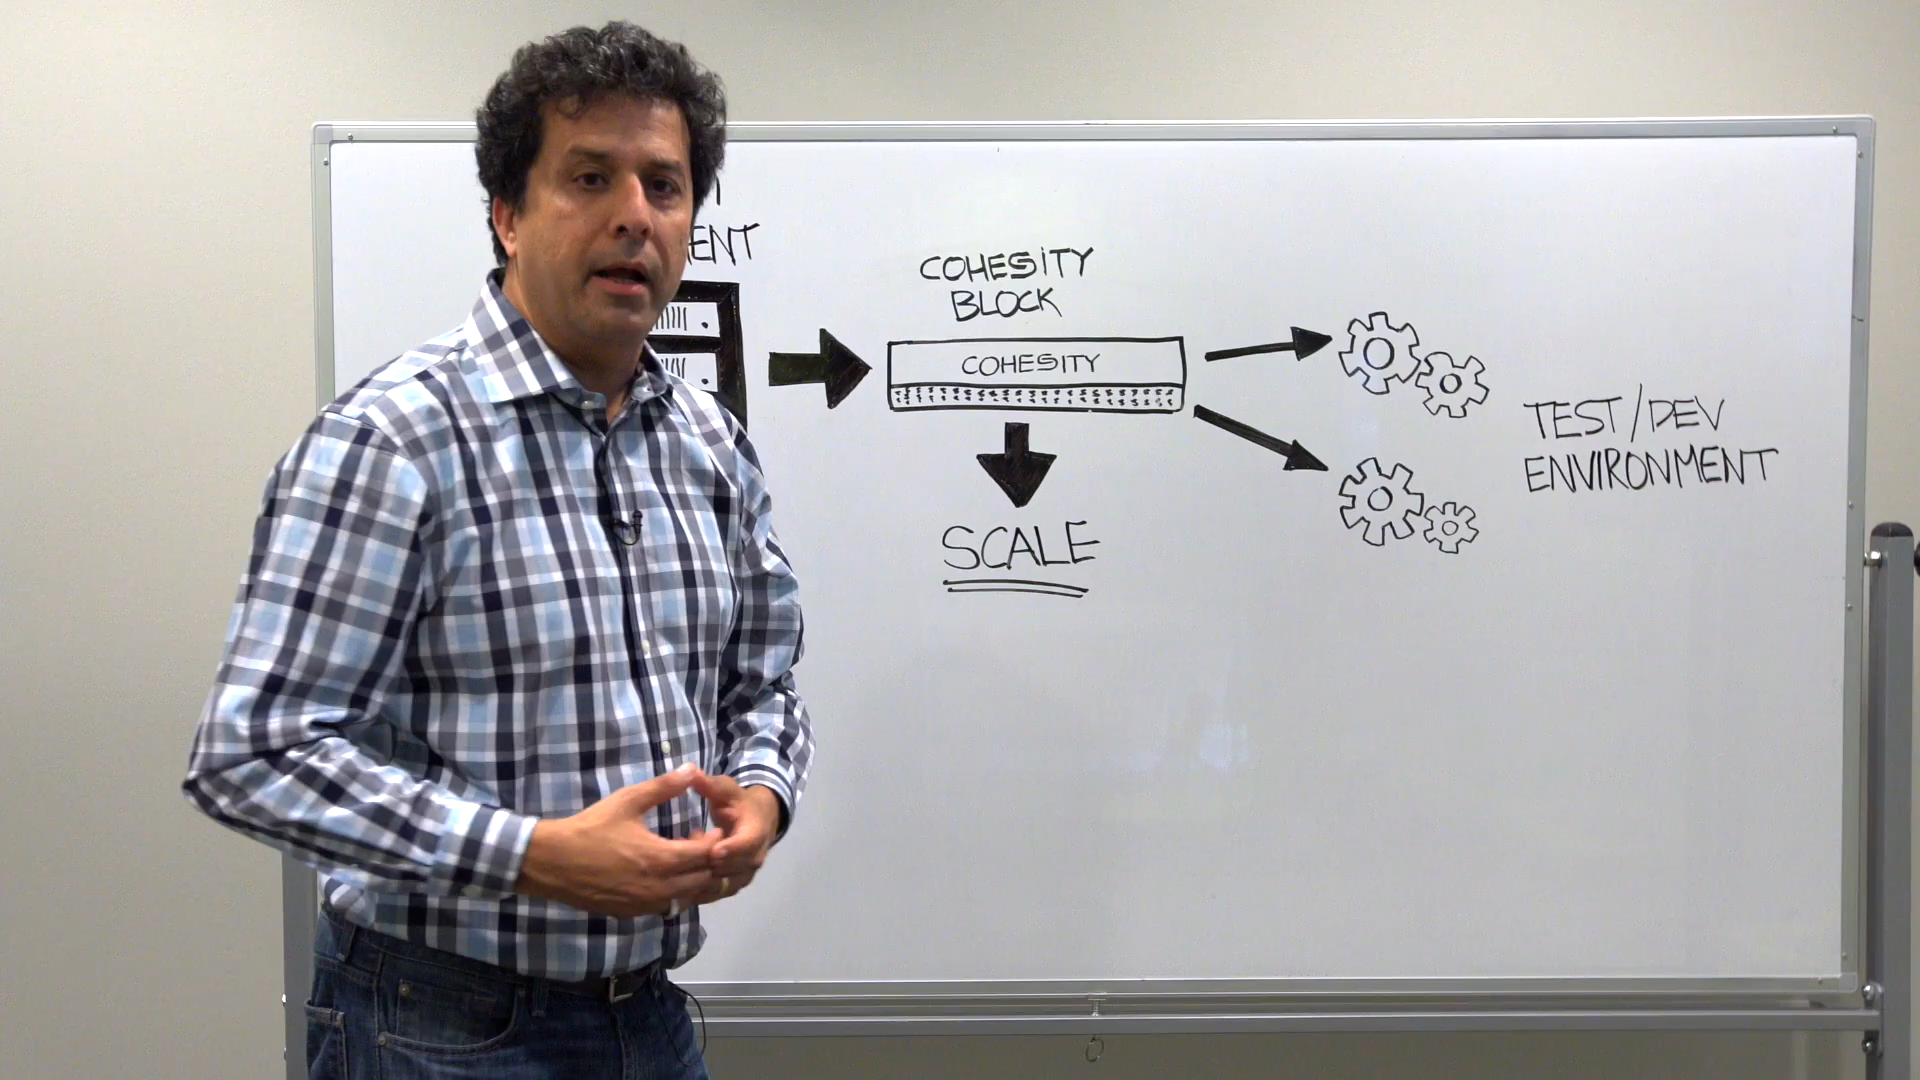 COHESITY
BLOCK
COHESITY
SCALE
TEST/DEV
ENVIRONMENT